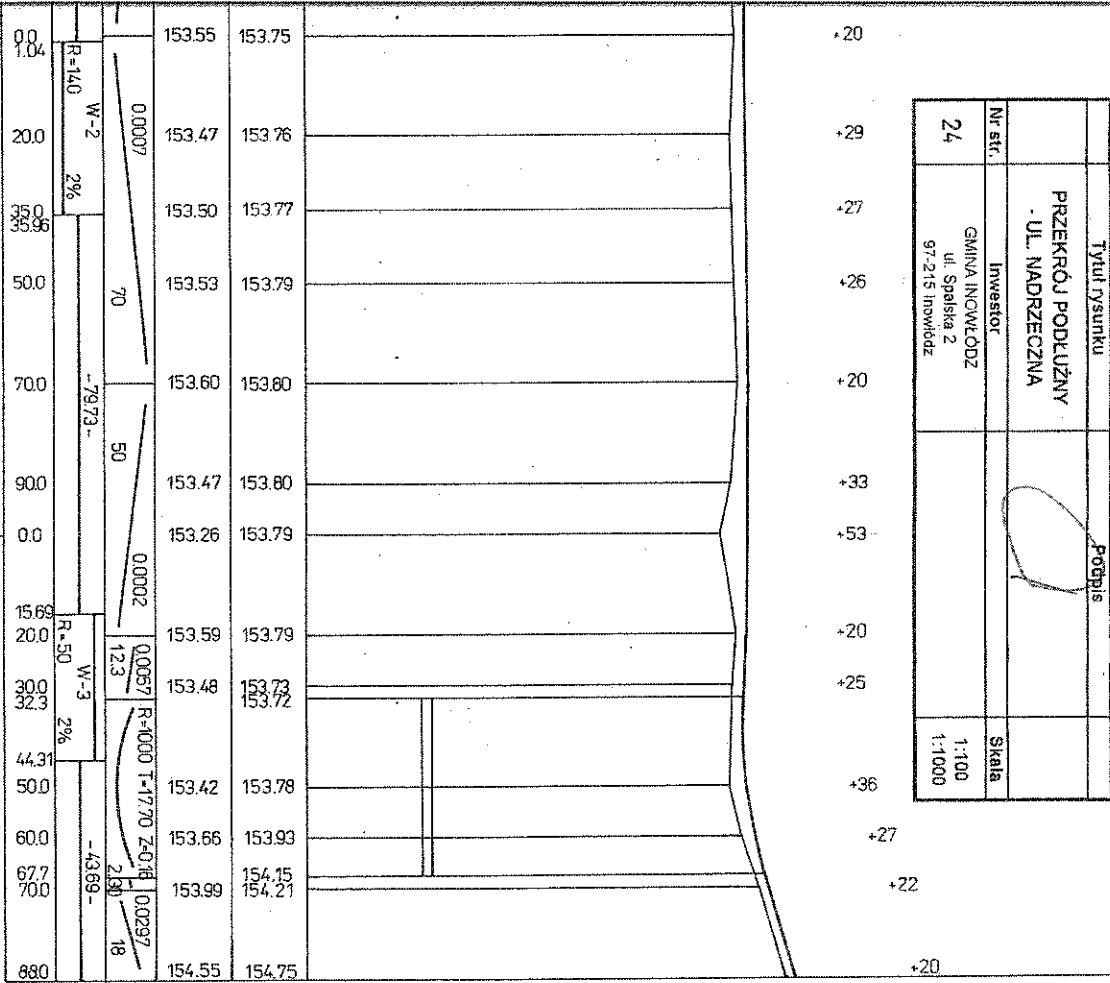 Tytuł rysunku
Podpis
PRZEKRÓJ PODŁUŻNY
- UL. NADRZECZNA
Nr str.
Inwestor
Skala
24
GMINA INOWŁÓDZ
ul. Spalska 2
97-215 Inowłódz
1:100
1:1000
0.0 153.55 153.75 +20
1.04
R=140 W-2 2%
0.0007 70
20.0 153.47 153.76 +29
35.0 153.50 153.77 +27
35.96
50.0 153.53 153.79 +26
70.0 153.60 153.80 +20
-79.73-
50 0.0002
90.0 153.47 153.80 +33
0.0 153.26 153.79 +53
15.69
20.0 153.59 153.79 +20
R=50 W-3 2%
0.0057
12.3
30.0 153.48 153.73 +25
32.3 153.72
R=1000 T=17.70 Z=0.16
44.31
50.0 153.42 153.78 +36
60.0 153.66 153.93 +27
-43.69-
67.7 154.15
2.30
70.0 153.99 154.21 +22
0.0297
18
88.0 154.55 154.75 +20